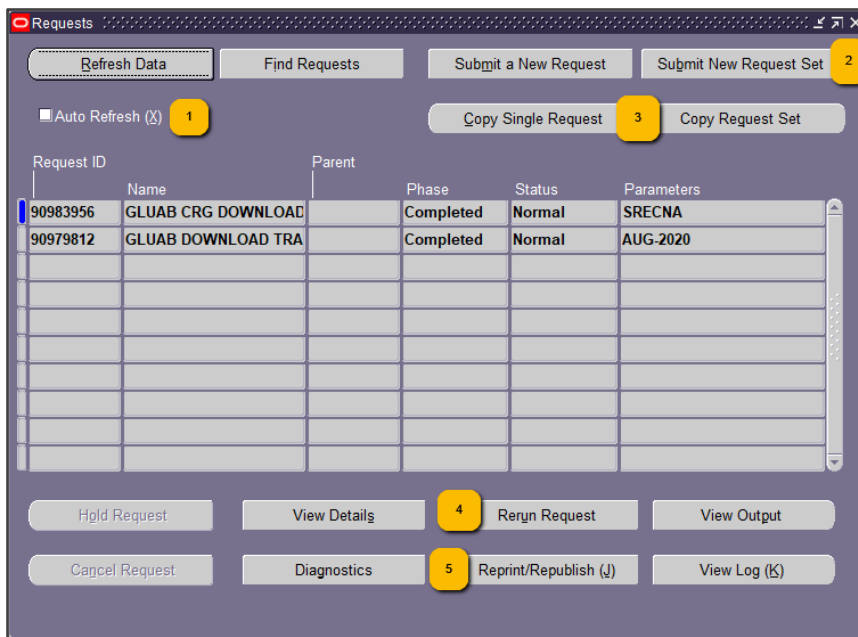 Requests
Refresh Data Find Requests Submit a New Request Submit New Request Set 2
Auto Refresh (X) 1 Copy Single Request 3 Copy Request Set
Request ID Parent
Name Phase Status Parameters
90983956 GLUAB CRG DOWNLOAD Completed Normal SRECNA
90979812 GLUAB DOWNLOAD TRA Completed Normal AUG-2020
Hold Request View Details 4 Rerun Request View Output
Cancel Request Diagnostics 5 Reprint/Republish (J) View Log (K)